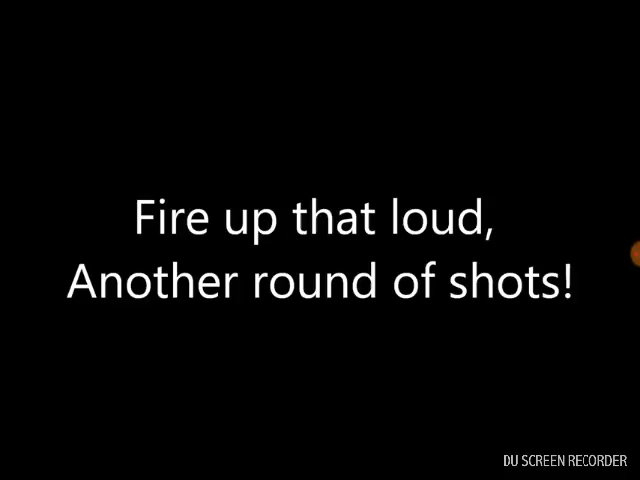 Fire up that loud,
Another round of shots!
DU SCREEN RECORDER